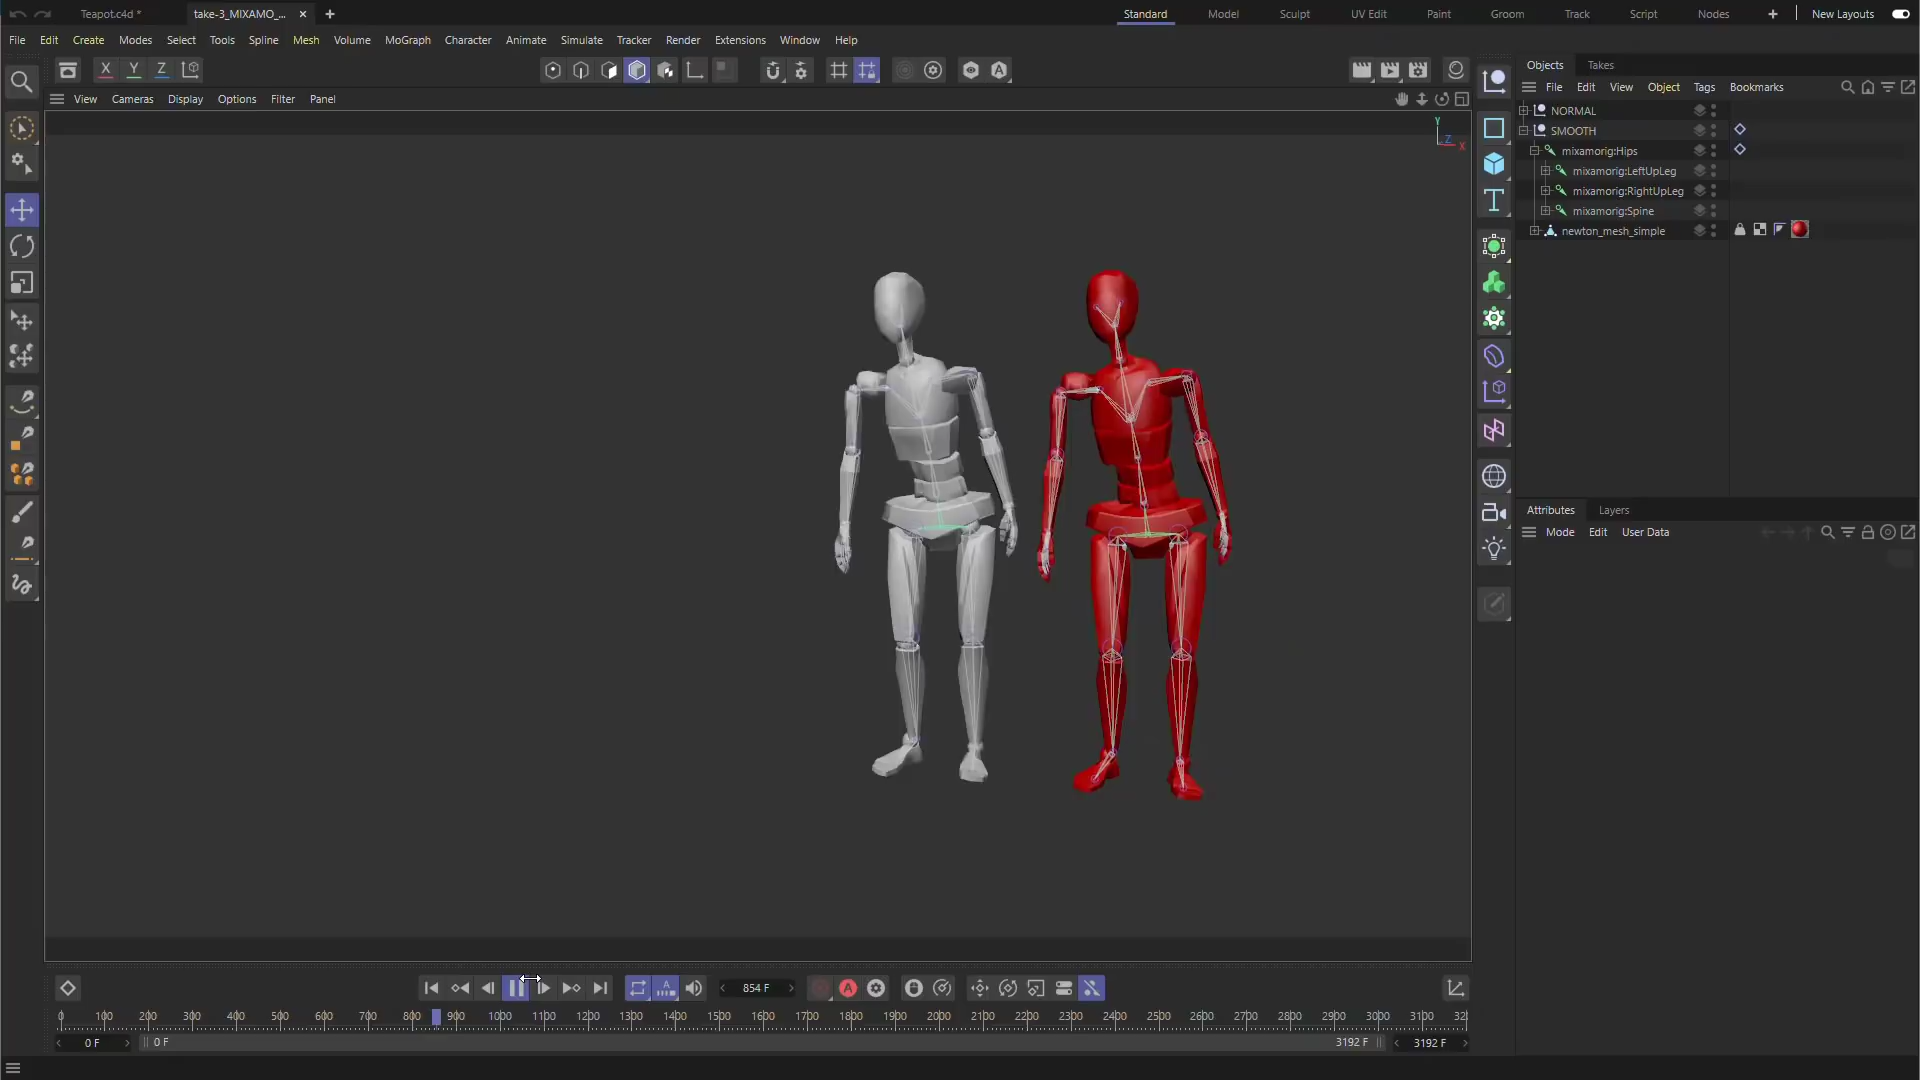 Teapot.c4d *
take-3_MIXAMO_...
Standard
Model
Sculpt
UV Edit
Paint
Groom
Track
Script
Nodes
New Layouts
File
Edit
Create
Modes
Select
Tools
Spline
Mesh
Volume
MoGraph
Character
Animate
Simulate
Tracker
Render
Extensions
Window
Help
X
Y
Z
View
Cameras
Display
Options
Filter
Panel
Y
Z
X
Objects
Takes
File
Edit
View
Object
Tags
Bookmarks
NORMAL
SMOOTH
mixamorig:Hips
mixamorig:LeftUpLeg
mixamorig:RightUpLeg
mixamorig:Spine
newton_mesh_simple
Attributes
Layers
Mode
Edit
User Data
854 F
0 100 200 300 400 500 600 700 800 900 1000 1100 1200 1300 1400 1500 1600 1700 1800 1900 2000 2100 2200 2300 2400 2500 2600 2700 2800 2900 3000 3100 32
0 F
0 F
3192 F
3192 F